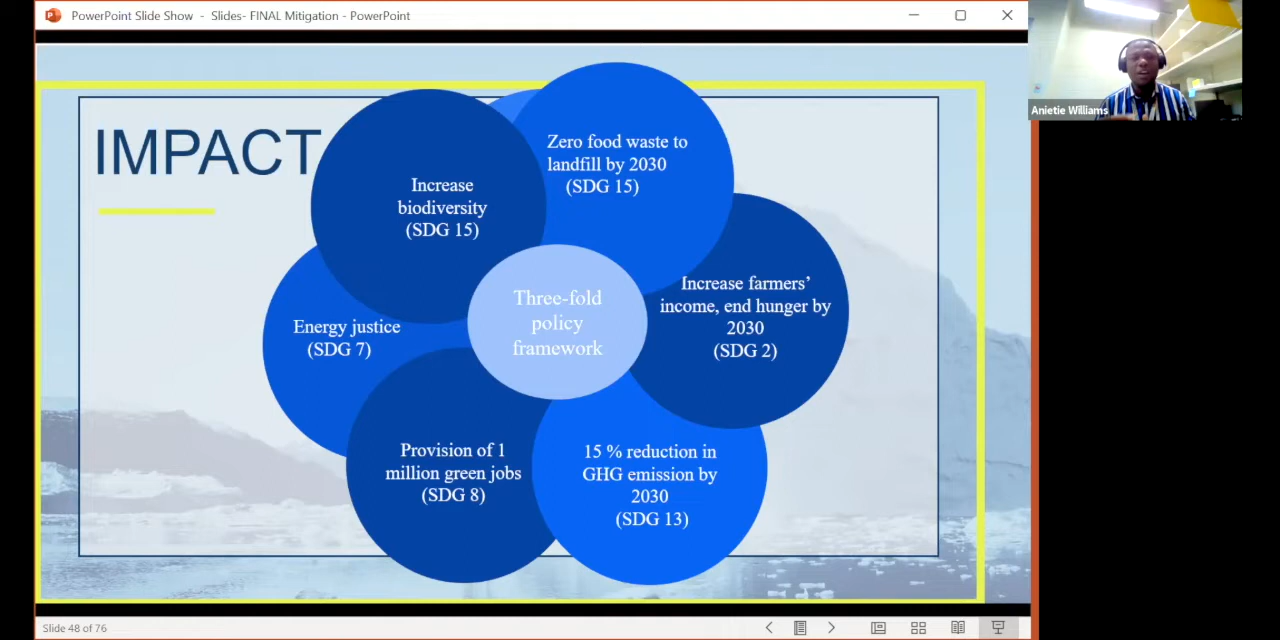 PowerPoint Slide Show - Slides- FINAL Mitigation - PowerPoint
Anietie Williams
IMPACT
Zero food waste to
landfill by 2030
(SDG 15)
Increase
biodiversity
(SDG 15)
Increase farmers’
income, end hunger by
2030
(SDG 2)
Three-fold
policy
framework
Energy justice
(SDG 7)
Provision of 1
million green jobs
(SDG 8)
15 % reduction in
GHG emission by
2030
(SDG 13)
Slide 48 of 76